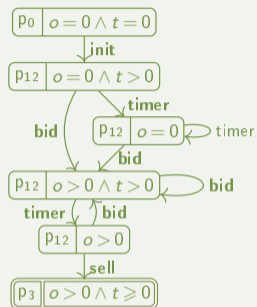 p0 o = 0 ∧ t = 0
init
p12 o = 0 ∧ t > 0
timer
p12 o = 0 timer
bid
bid
p12 o > 0 ∧ t > 0 bid
timer bid
p12 o > 0
sell
p3 o > 0 ∧ t ⩾ 0